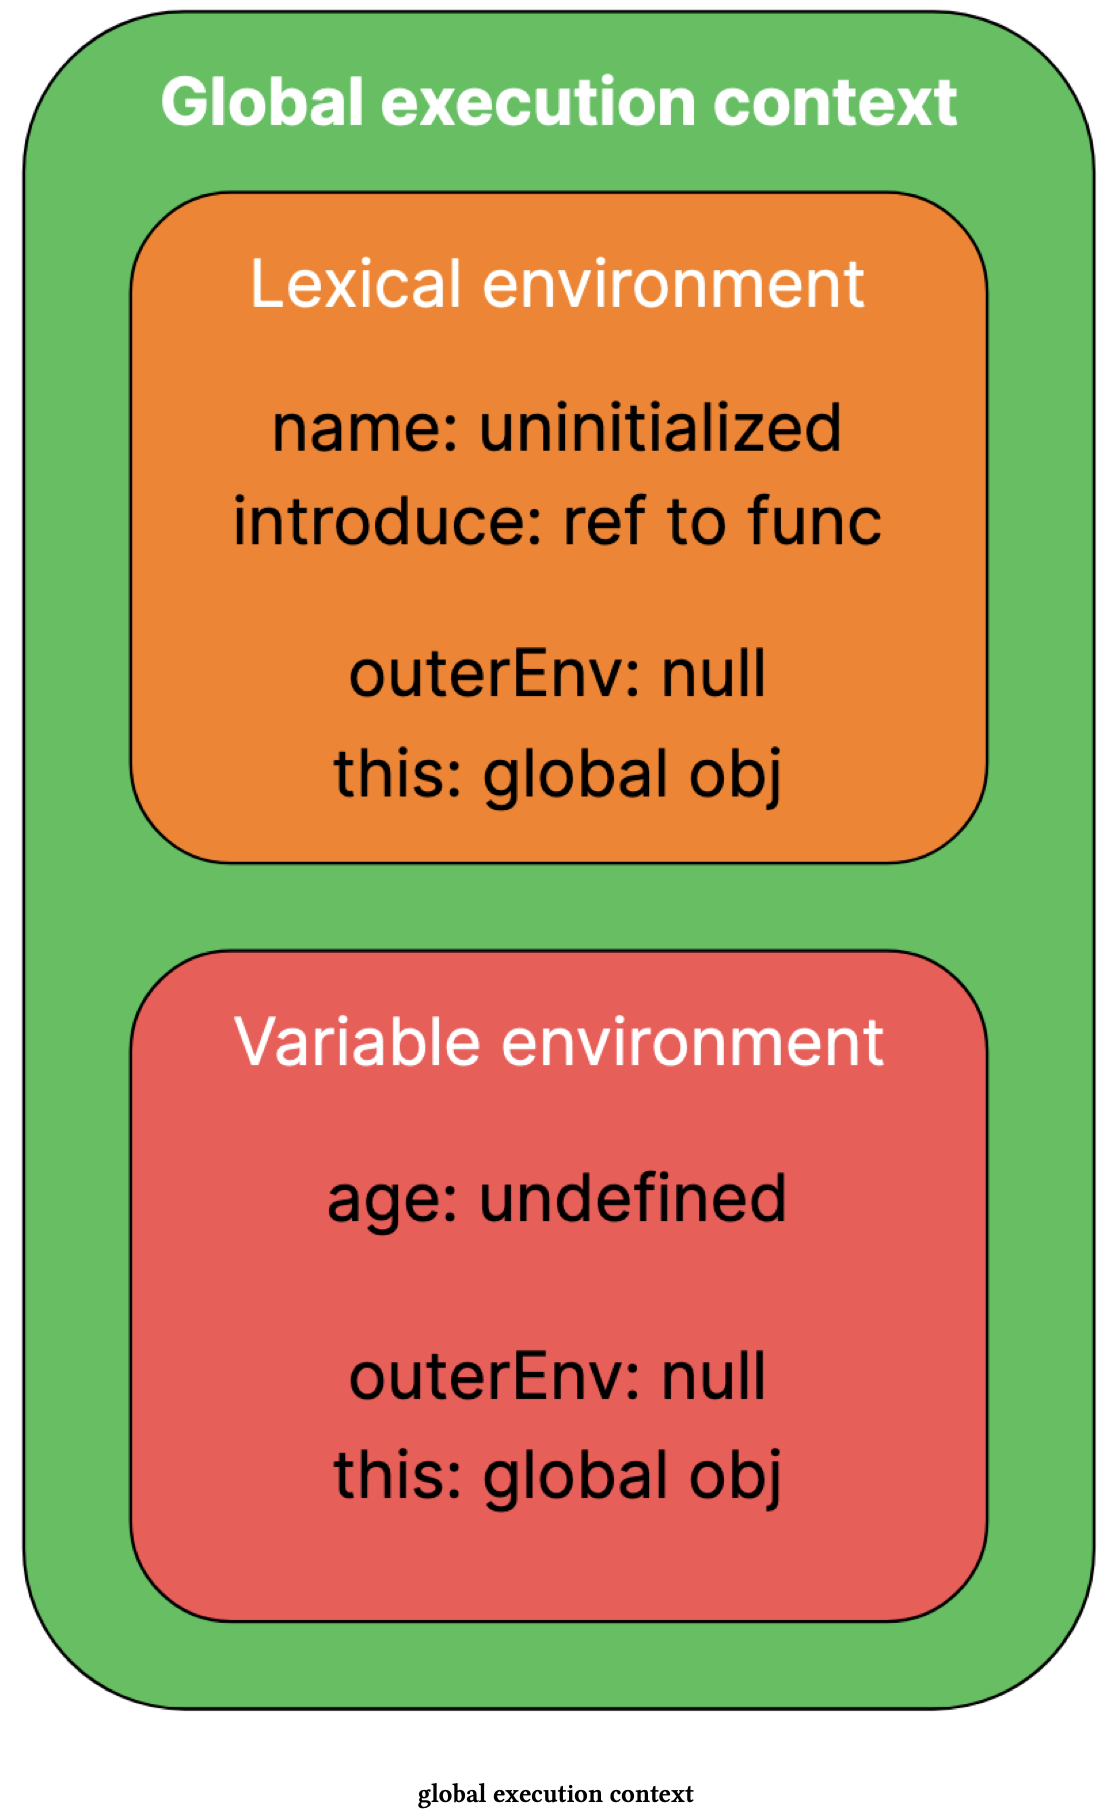 Global execution context
Lexical environment
name: uninitialized
introduce: ref to func
outerEnv: null
this: global obj
Variable environment
age: undefined
outerEnv: null
this: global obj
global execution context